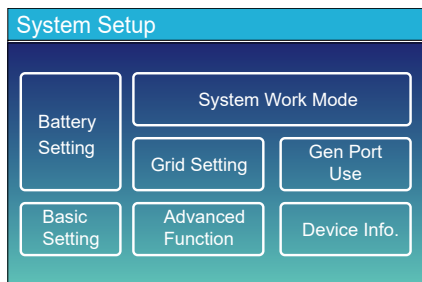 System Setup
Battery
Setting
System Work Mode
Grid Setting
Gen Port
Use
Basic
Setting
Advanced
Function
Device Info.